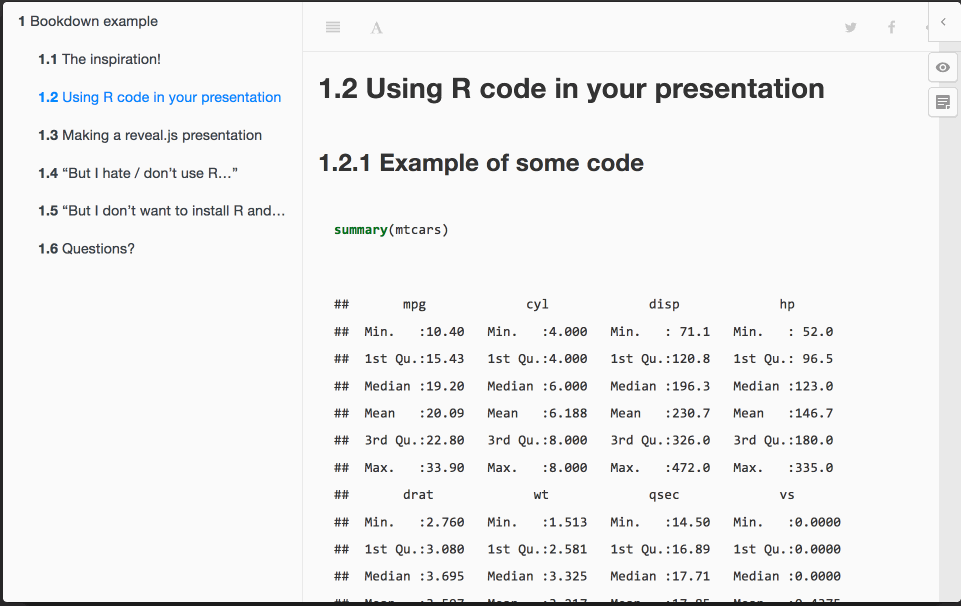 1 Bookdown example
1.1 The inspiration!
1.2 Using R code in your presentation
1.3 Making a reveal.js presentation
1.4 “But I hate / don’t use R…”
1.5 “But I don’t want to install R and…
1.6 Questions?
A
1.2 Using R code in your presentation
1.2.1 Example of some code
summary(mtcars)
## mpg cyl disp hp
## Min. :10.40 Min. :4.000 Min. : 71.1 Min. : 52.0
## 1st Qu.:15.43 1st Qu.:4.000 1st Qu.:120.8 1st Qu.: 96.5
## Median :19.20 Median :6.000 Median :196.3 Median :123.0
## Mean :20.09 Mean :6.188 Mean :230.7 Mean :146.7
## 3rd Qu.:22.80 3rd Qu.:8.000 3rd Qu.:326.0 3rd Qu.:180.0
## Max. :33.90 Max. :8.000 Max. :472.0 Max. :335.0
## drat wt qsec vs
## Min. :2.760 Min. :1.513 Min. :14.50 Min. :0.0000
## 1st Qu.:3.080 1st Qu.:2.581 1st Qu.:16.89 1st Qu.:0.0000
## Median :3.695 Median :3.325 Median :17.71 Median :0.0000